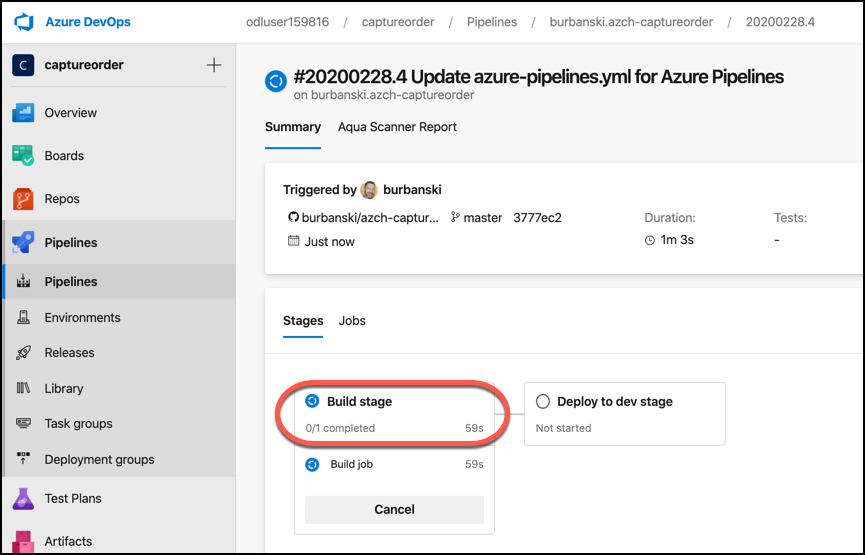 Azure DevOps
odluser159816 / captureorder / Pipelines / burbanski.azch-captureorder / 20200228.4
C captureorder +
Overview
Boards
Repos
Pipelines
Pipelines
Environments
Releases
Library
Task groups
Deployment groups
Test Plans
Artifacts
#20200228.4 Update azure-pipelines.yml for Azure Pipelines
on burbanski.azch-captureorder
Summary Aqua Scanner Report
Triggered by burbanski
burbanski/azch-captur... master 3777ec2 Duration: Tests:
Just now 1m 3s -
Stages Jobs
Build stage
0/1 completed 59s
Build job 59s
Cancel
Deploy to dev stage
Not started